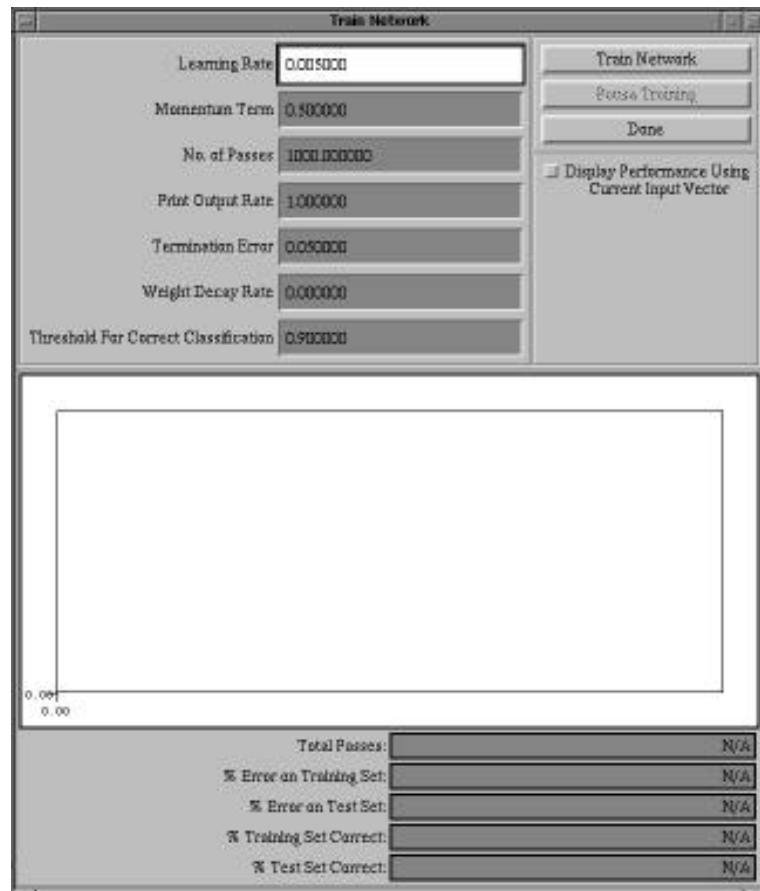 Train Network
Learning Rate 0.005000
Momentum Term 0.500000
No. of Passes 1000.000000
Print Output Rate 1.000000
Termination Error 0.050000
Weight Decay Rate 0.000000
Threshold For Correct Classification 0.900000
Train Network
Pause Training
Done
Display Performance Using
Current Input Vector
0.00
0.00
Total Passes: N/A
% Error on Training Set: N/A
% Error on Test Set: N/A
% Training Set Correct: N/A
% Test Set Correct: N/A